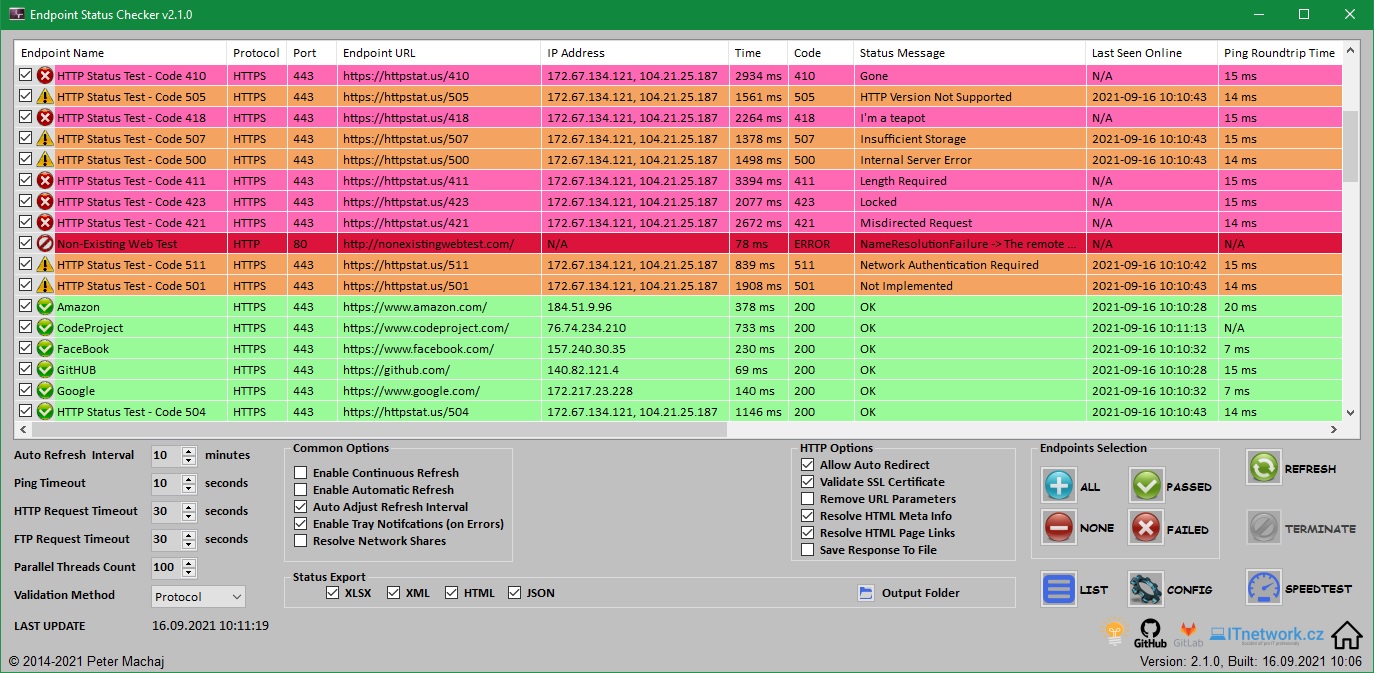 Endpoint Status Checker v2.1.0
Endpoint Name Protocol Port Endpoint URL IP Address Time Code Status Message Last Seen Online Ping Roundtrip Time
HTTP Status Test - Code 410 HTTPS 443 https://httpstat.us/410 172.67.134.121, 104.21.25.187 2934 ms 410 Gone N/A 15 ms
HTTP Status Test - Code 505 HTTPS 443 https://httpstat.us/505 172.67.134.121, 104.21.25.187 1561 ms 505 HTTP Version Not Supported 2021-09-16 10:10:43 14 ms
HTTP Status Test - Code 418 HTTPS 443 https://httpstat.us/418 172.67.134.121, 104.21.25.187 2264 ms 418 I'm a teapot N/A 15 ms
HTTP Status Test - Code 507 HTTPS 443 https://httpstat.us/507 172.67.134.121, 104.21.25.187 1378 ms 507 Insufficient Storage 2021-09-16 10:10:43 15 ms
HTTP Status Test - Code 500 HTTPS 443 https://httpstat.us/500 172.67.134.121, 104.21.25.187 1498 ms 500 Internal Server Error 2021-09-16 10:10:43 14 ms
HTTP Status Test - Code 411 HTTPS 443 https://httpstat.us/411 172.67.134.121, 104.21.25.187 3394 ms 411 Length Required N/A 15 ms
HTTP Status Test - Code 423 HTTPS 443 https://httpstat.us/423 172.67.134.121, 104.21.25.187 2077 ms 423 Locked N/A 15 ms
HTTP Status Test - Code 421 HTTPS 443 https://httpstat.us/421 172.67.134.121, 104.21.25.187 2672 ms 421 Misdirected Request N/A 14 ms
Non-Existing Web Test HTTP 80 http://nonexistingwebtest.com/ N/A 78 ms ERROR NameResolutionFailure -> The remote ... N/A N/A
HTTP Status Test - Code 511 HTTPS 443 https://httpstat.us/511 172.67.134.121, 104.21.25.187 839 ms 511 Network Authentication Required 2021-09-16 10:10:42 15 ms
HTTP Status Test - Code 501 HTTPS 443 https://httpstat.us/501 172.67.134.121, 104.21.25.187 1908 ms 501 Not Implemented 2021-09-16 10:10:43 14 ms
Amazon HTTPS 443 https://www.amazon.com/ 184.51.9.96 378 ms 200 OK 2021-09-16 10:10:28 20 ms
CodeProject HTTPS 443 https://www.codeproject.com/ 76.74.234.210 733 ms 200 OK 2021-09-16 10:11:13 N/A
FaceBook HTTPS 443 https://www.facebook.com/ 157.240.30.35 230 ms 200 OK 2021-09-16 10:10:32 7 ms
GitHUB HTTPS 443 https://github.com/ 140.82.121.4 69 ms 200 OK 2021-09-16 10:10:28 15 ms
Google HTTPS 443 https://www.google.com/ 172.217.23.228 140 ms 200 OK 2021-09-16 10:10:32 7 ms
HTTP Status Test - Code 504 HTTPS 443 https://httpstat.us/504 172.67.134.121, 104.21.25.187 1146 ms 200 OK 2021-09-16 10:10:43 14 ms
Auto Refresh Interval 10 minutes
Ping Timeout 10 seconds
HTTP Request Timeout 30 seconds
FTP Request Timeout 30 seconds
Parallel Threads Count 100
Validation Method Protocol
LAST UPDATE 16.09.2021 10:11:19
Common Options
Enable Continuous Refresh
Enable Automatic Refresh
Auto Adjust Refresh Interval
Enable Tray Notifcations (on Errors)
Resolve Network Shares
HTTP Options
Allow Auto Redirect
Validate SSL Certificate
Remove URL Parameters
Resolve HTML Meta Info
Resolve HTML Page Links
Save Response To File
Status Export
XLSX XML HTML JSON Output Folder
Endpoints Selection
ALL PASSED
NONE FAILED
LIST CONFIG
REFRESH
TERMINATE
SPEEDTEST
GitHub GitLab ITnetwork.cz
© 2014-2021 Peter Machaj
Version: 2.1.0, Built: 16.09.2021 10:06